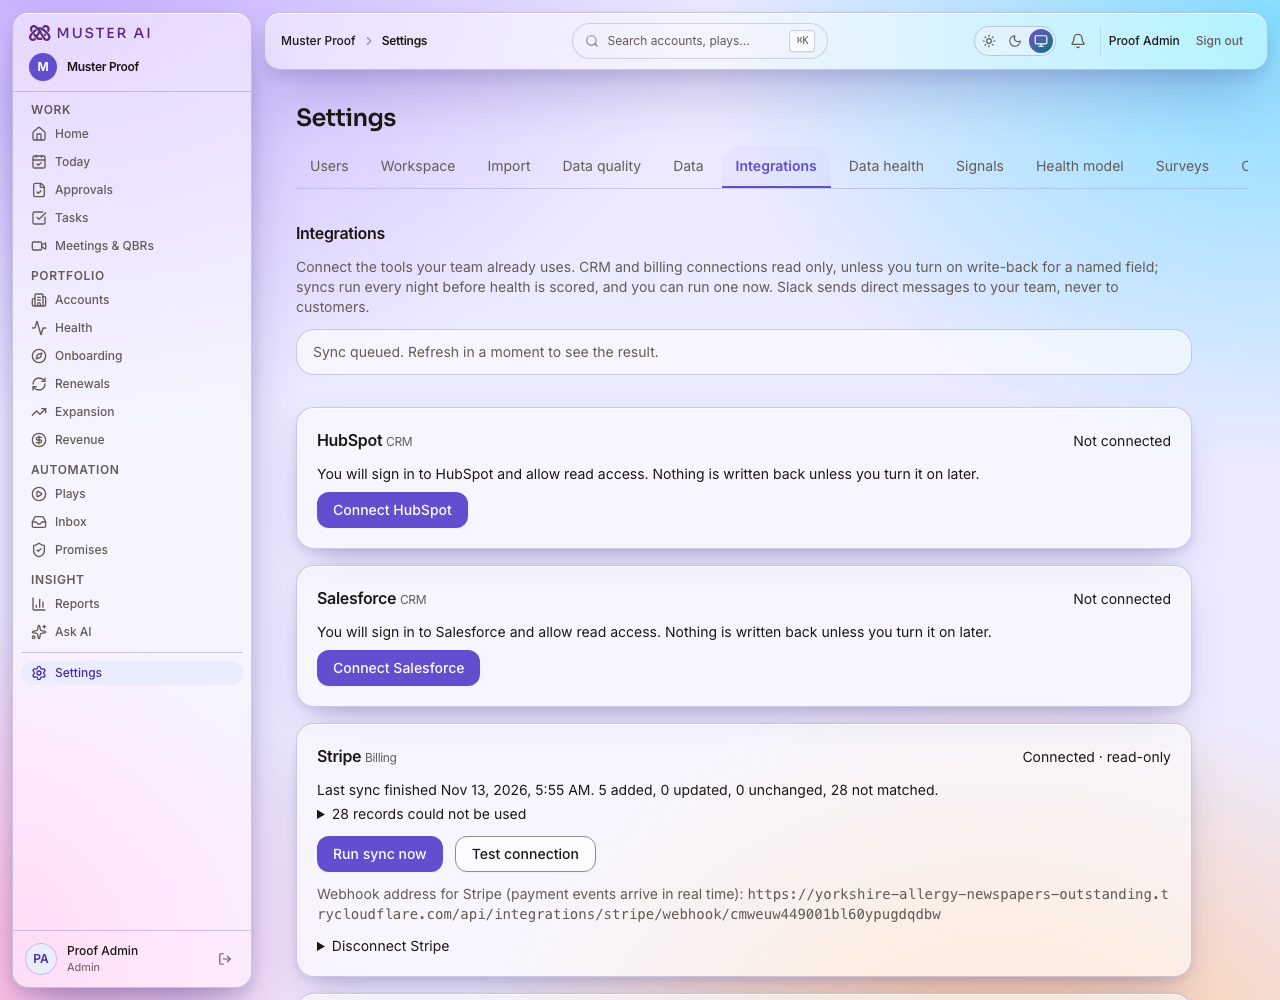 MUSTER AI
M
Muster Proof
WORK
Home
Today
Approvals
Tasks
Meetings & QBRs
PORTFOLIO
Accounts
Health
Onboarding
Renewals
Expansion
Revenue
AUTOMATION
Plays
Inbox
Promises
INSIGHT
Reports
Ask AI
Settings
PA
Proof Admin
Admin
Muster Proof > Settings
Search accounts, plays...
⌘K
Proof Admin
Sign out
Settings
Users Workspace Import Data quality Data Integrations Data health Signals Health model Surveys
Integrations
Connect the tools your team already uses. CRM and billing connections read only, unless you turn on write-back for a named field;
syncs run every night before health is scored, and you can run one now. Slack sends direct messages to your team, never to
customers.
Sync queued. Refresh in a moment to see the result.
HubSpot CRM
Not connected
You will sign in to HubSpot and allow read access. Nothing is written back unless you turn it on later.
Connect HubSpot
Salesforce CRM
Not connected
You will sign in to Salesforce and allow read access. Nothing is written back unless you turn it on later.
Connect Salesforce
Stripe Billing
Connected · read-only
Last sync finished Nov 13, 2026, 5:55 AM. 5 added, 0 updated, 0 unchanged, 28 not matched.
28 records could not be used
Run sync now
Test connection
Webhook address for Stripe (payment events arrive in real time): https://yorkshire-allergy-newspapers-outstanding.t
rycloudflare.com/api/integrations/stripe/webhook/cmweuw449001bl60ypugdqdbw
Disconnect Stripe